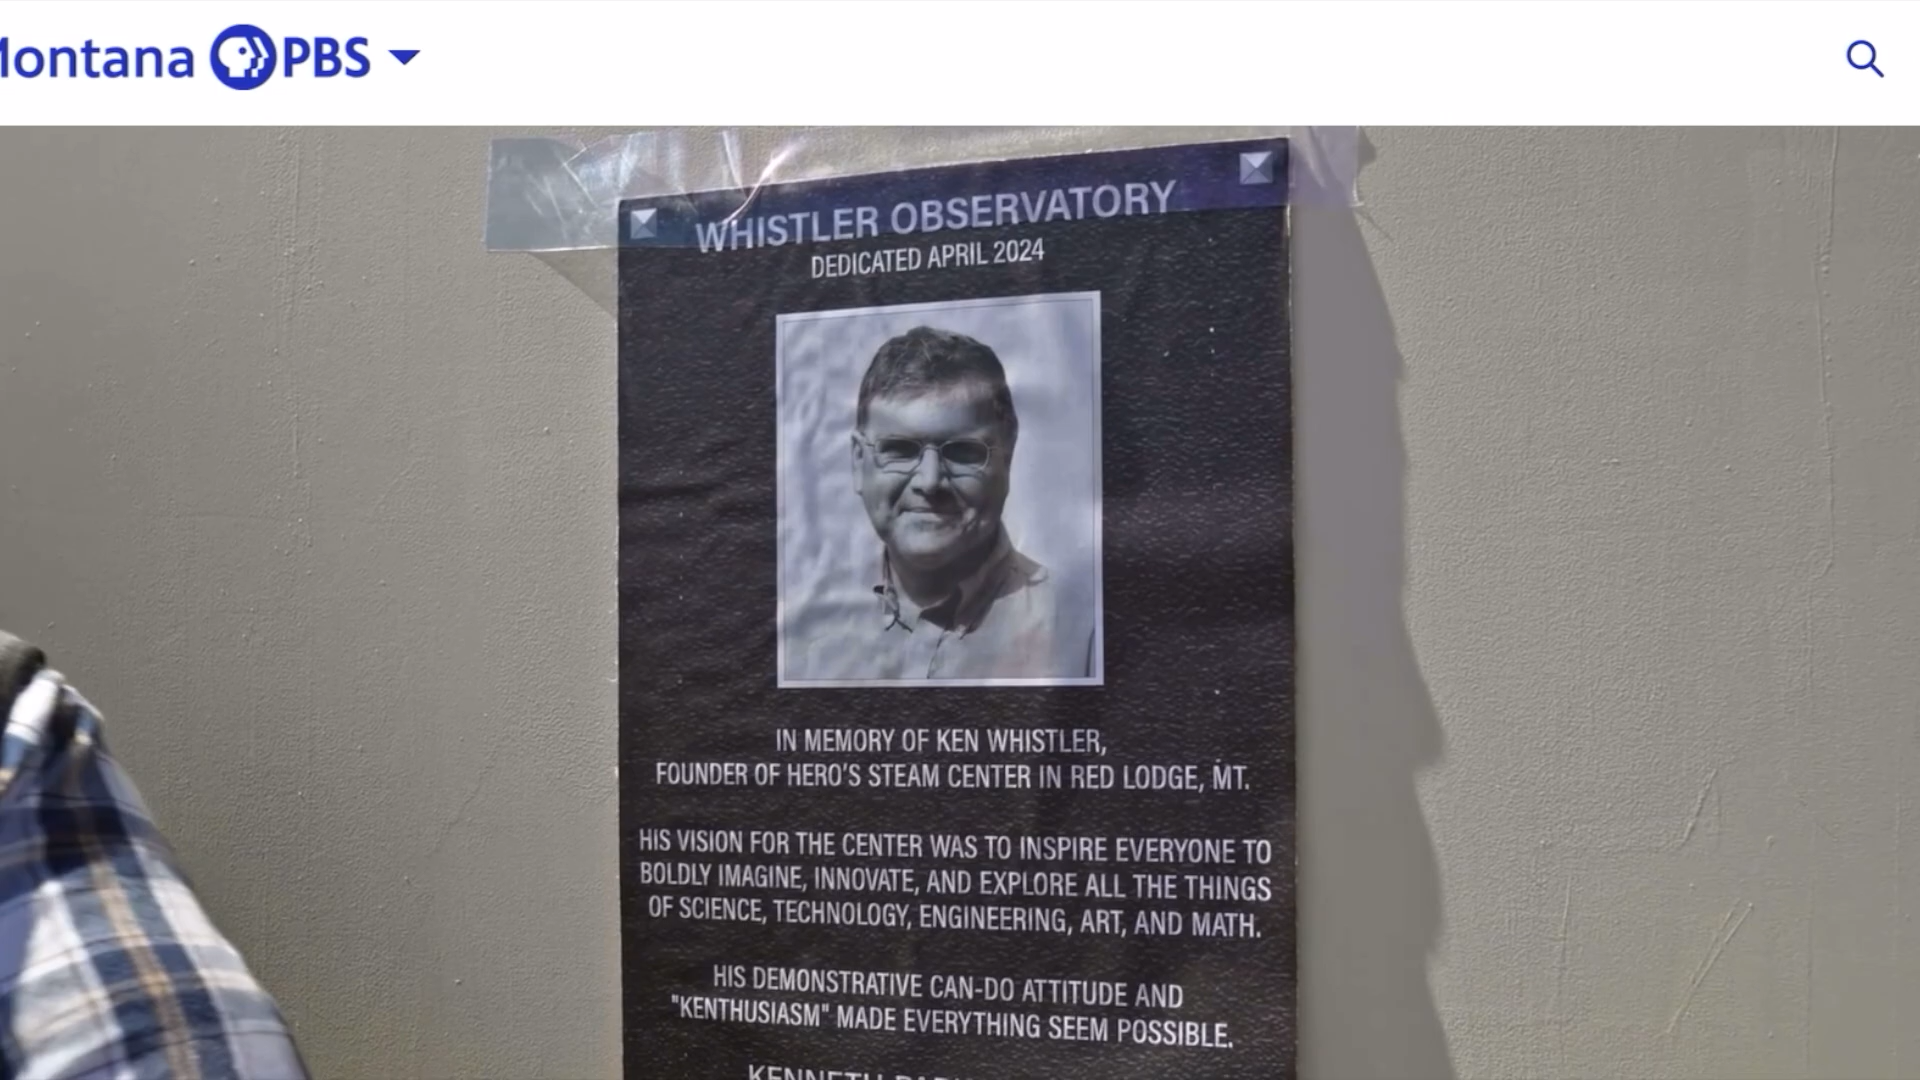 Montana PBS
WHISTLER OBSERVATORY
DEDICATED APRIL 2024
IN MEMORY OF KEN WHISTLER,
FOUNDER OF HERO'S STEAM CENTER IN RED LODGE, MT.
HIS VISION FOR THE CENTER WAS TO INSPIRE EVERYONE TO
BOLDLY IMAGINE, INNOVATE, AND EXPLORE ALL THE THINGS
OF SCIENCE, TECHNOLOGY, ENGINEERING, ART, AND MATH.
HIS DEMONSTRATIVE CAN-DO ATTITUDE AND
"KENTHUSIASM" MADE EVERYTHING SEEM POSSIBLE.
KENNETH